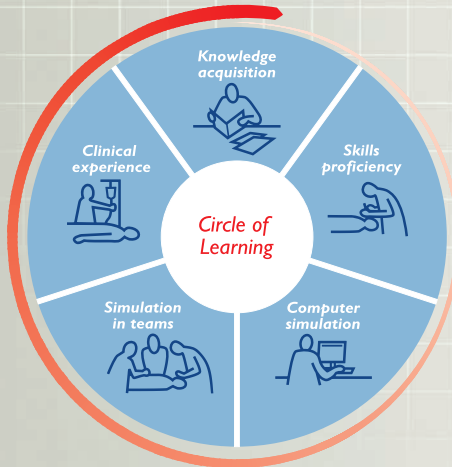 Knowledge
acquisition
Skills
proficiency
Computer
simulation
Simulation
in teams
Clinical
experience
Circle of
Learning